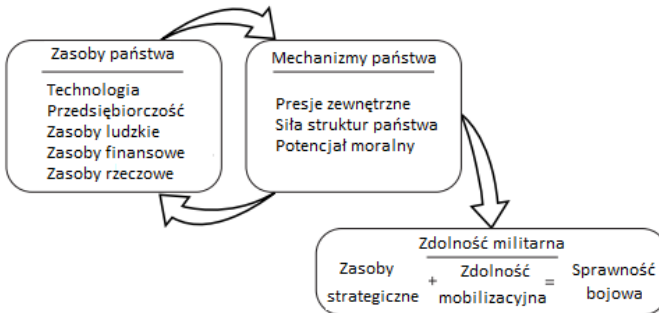 Zasoby państwa
Technologia
Przedsiębiorczość
Zasoby ludzkie
Zasoby finansowe
Zasoby rzeczowe
Mechanizmy państwa
Presje zewnętrzne
Siła struktur państwa
Potencjał moralny
Zdolność militarna
Zasoby strategiczne + Zdolność mobilizacyjna = Sprawność bojowa